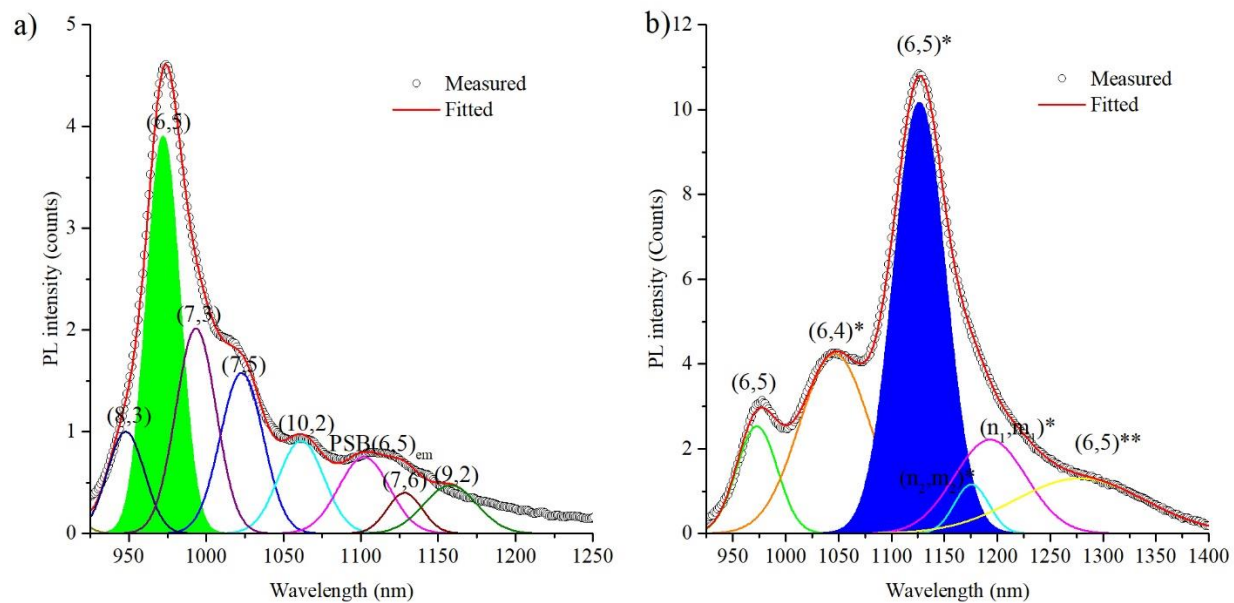 a)
5
4
3
2
1
0
PL intensity (counts)
Measured
Fitted
(6,5)
(7,3)
(7,5)
(8,3)
(10,2)
PSB(6,5)em
(7,6)
(9,2)
950 1000 1050 1100 1150 1200 1250
Wavelength (nm)
b)
12
10
8
6
4
2
0
PL intensity (Counts)
(6,5)*
Measured
Fitted
(6,4)*
(6,5)
(n1,m1)*
(6,5)**
950 1000 1050 1100 1150 1200 1250 1300 1350 1400
Wavelength (nm)